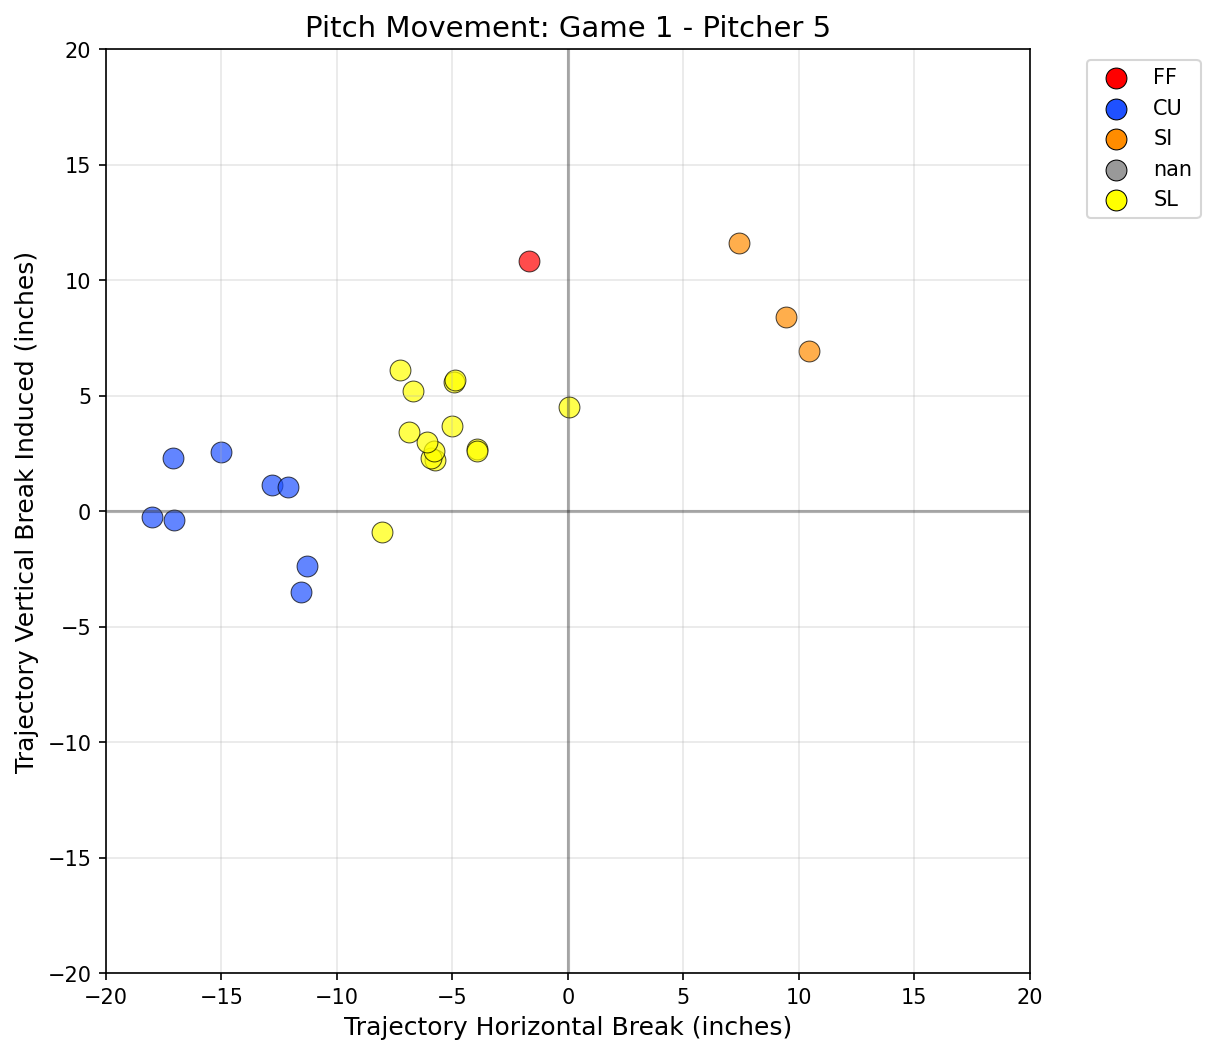 Pitch Movement: Game 1 - Pitcher 5
FF
CU
SI
nan
SL
Trajectory Vertical Break Induced (inches)
20
15
10
5
0
−5
−10
−15
−20
−20 −15 −10 −5 0 5 10 15 20
Trajectory Horizontal Break (inches)